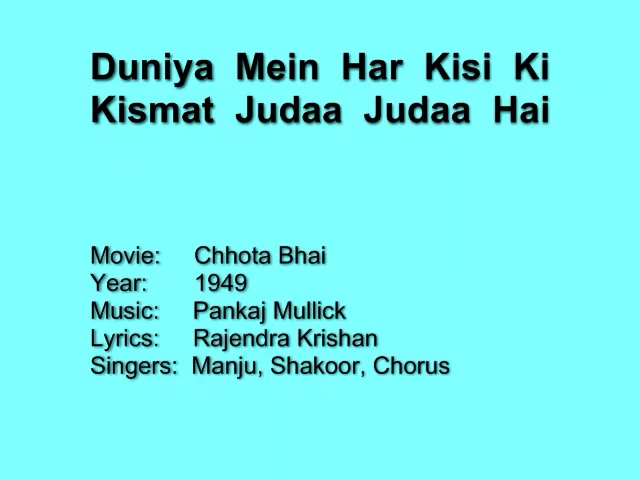 Duniya Mein Har Kisi Ki
Kismat Judaa Judaa Hai
Movie: Chhota Bhai
Year: 1949
Music: Pankaj Mullick
Lyrics: Rajendra Krishan
Singers: Manju, Shakoor, Chorus